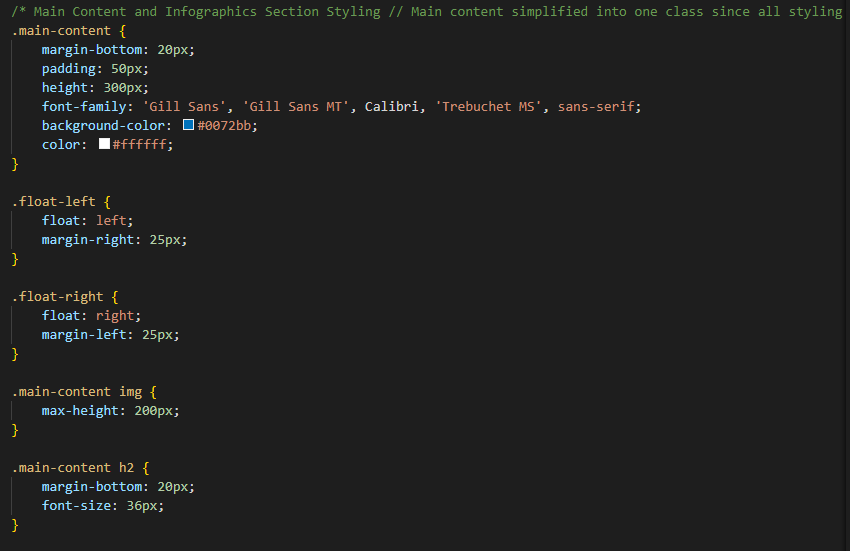 /* Main Content and Infographics Section Styling // Main content simplified into one class since all styling
.main-content {
    margin-bottom: 20px;
    padding: 50px;
    height: 300px;
    font-family: 'Gill Sans', 'Gill Sans MT', Calibri, 'Trebuchet MS', sans-serif;
    background-color: #0072bb;
    color: #ffffff;
}

.float-left {
    float: left;
    margin-right: 25px;
}

.float-right {
    float: right;
    margin-left: 25px;
}

.main-content img {
    max-height: 200px;
}

.main-content h2 {
    margin-bottom: 20px;
    font-size: 36px;
}